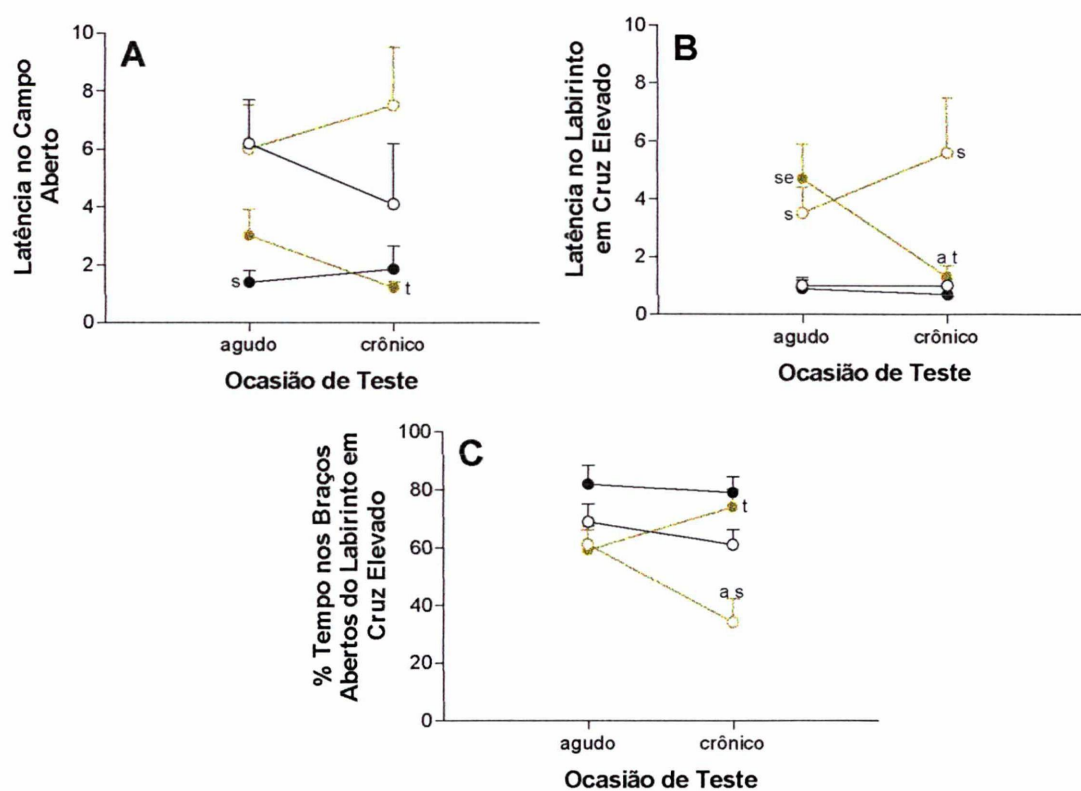 A
Latência no Campo
Aberto
10
8
6
4
2
0
s
t
agudo
crônico
Ocasião de Teste
B
Latência no Labirinto
em Cruz Elevado
10
8
6
4
2
0
se
s
s
a t
agudo
crônico
Ocasião de Teste
C
% Tempo nos Braços
Abertos do Labirinto em
Cruz Elevado
100
80
60
40
20
0
t
a s
agudo
crônico
Ocasião de Teste